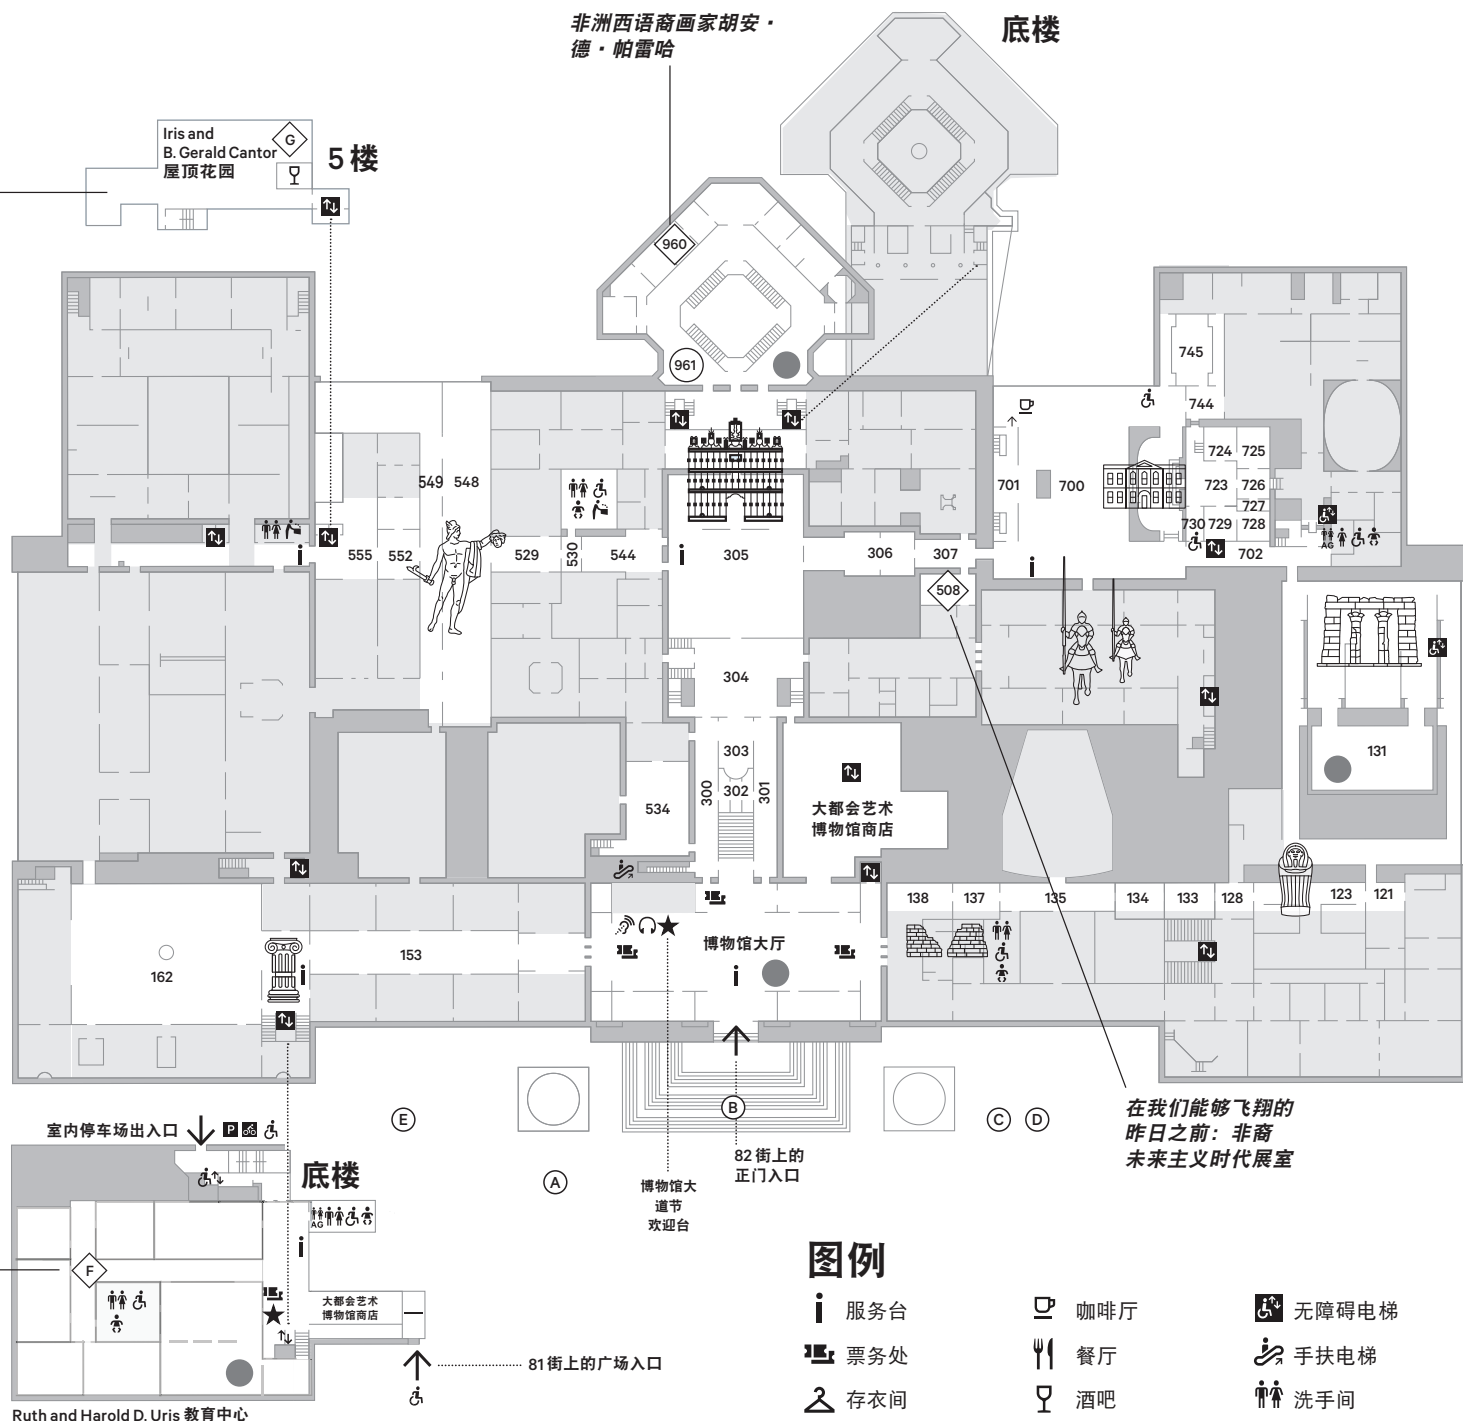 非洲西语裔画家胡安·
德·帕雷哈
底楼
Iris and
B. Gerald Cantor
屋顶花园
G
5 楼
960
961
745
744
724 725
549 548
701
700
723 726
727
730 729 728
AG
702
555 552
529
530
544
i
305
306 307
i
i
508
304
131
303
300
302
301
534
大都会艺术
博物馆商店
138 137 135 134 133 128 123 121
博物馆大厅
162
i
153
i
E
B
C
D
A
室内停车场出入口
P
底楼
82 街上的
正门入口
博物馆大
道节
欢迎台
在我们能够飞翔的
昨日之前：非裔
未来主义时代展室
AG
i
F
大都会艺术
博物馆商店
81 街上的广场入口
Ruth and Harold D. Uris 教育中心
图例
i 服务台
咖啡厅
无障碍电梯
票务处
餐厅
手扶电梯
存衣间
酒吧
洗手间